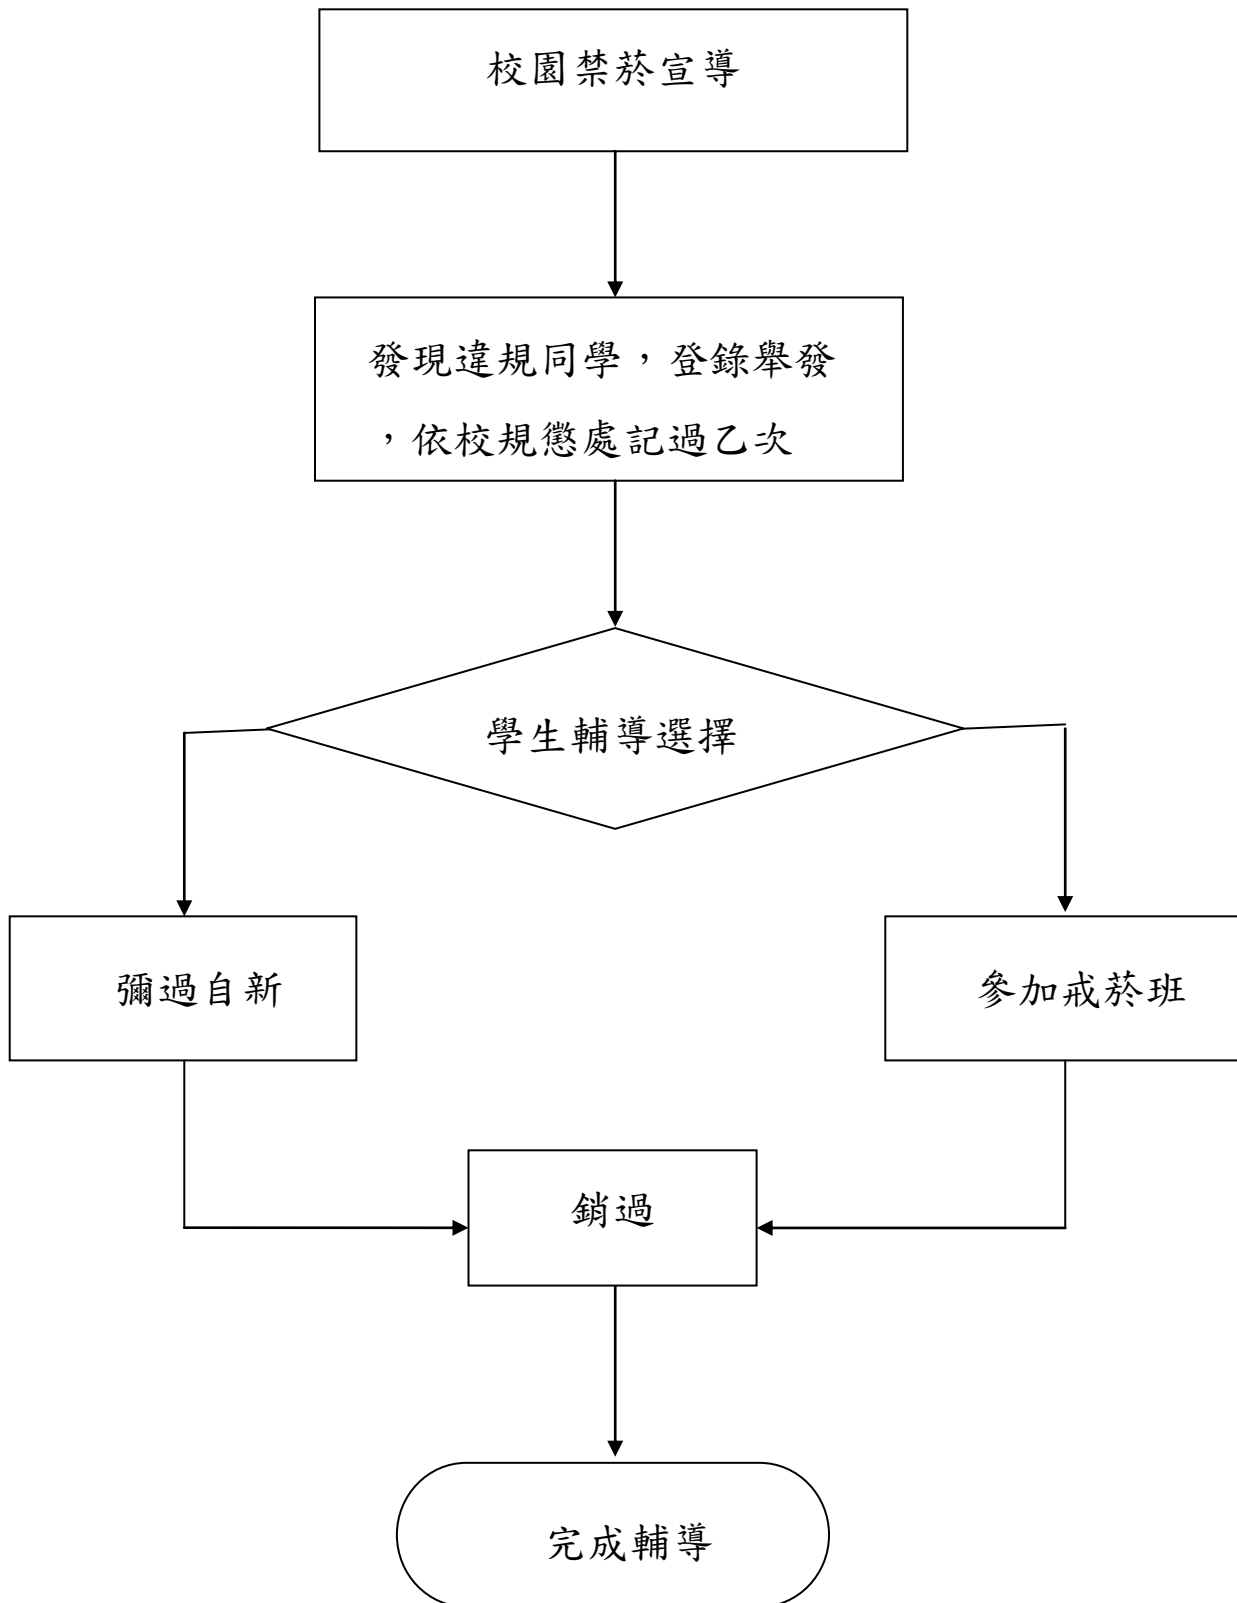 校園禁菸宣導
發現違規同學，登錄舉發
，依校規懲處記過乙次
學生輔導選擇
彌過自新
參加戒菸班
銷過
完成輔導